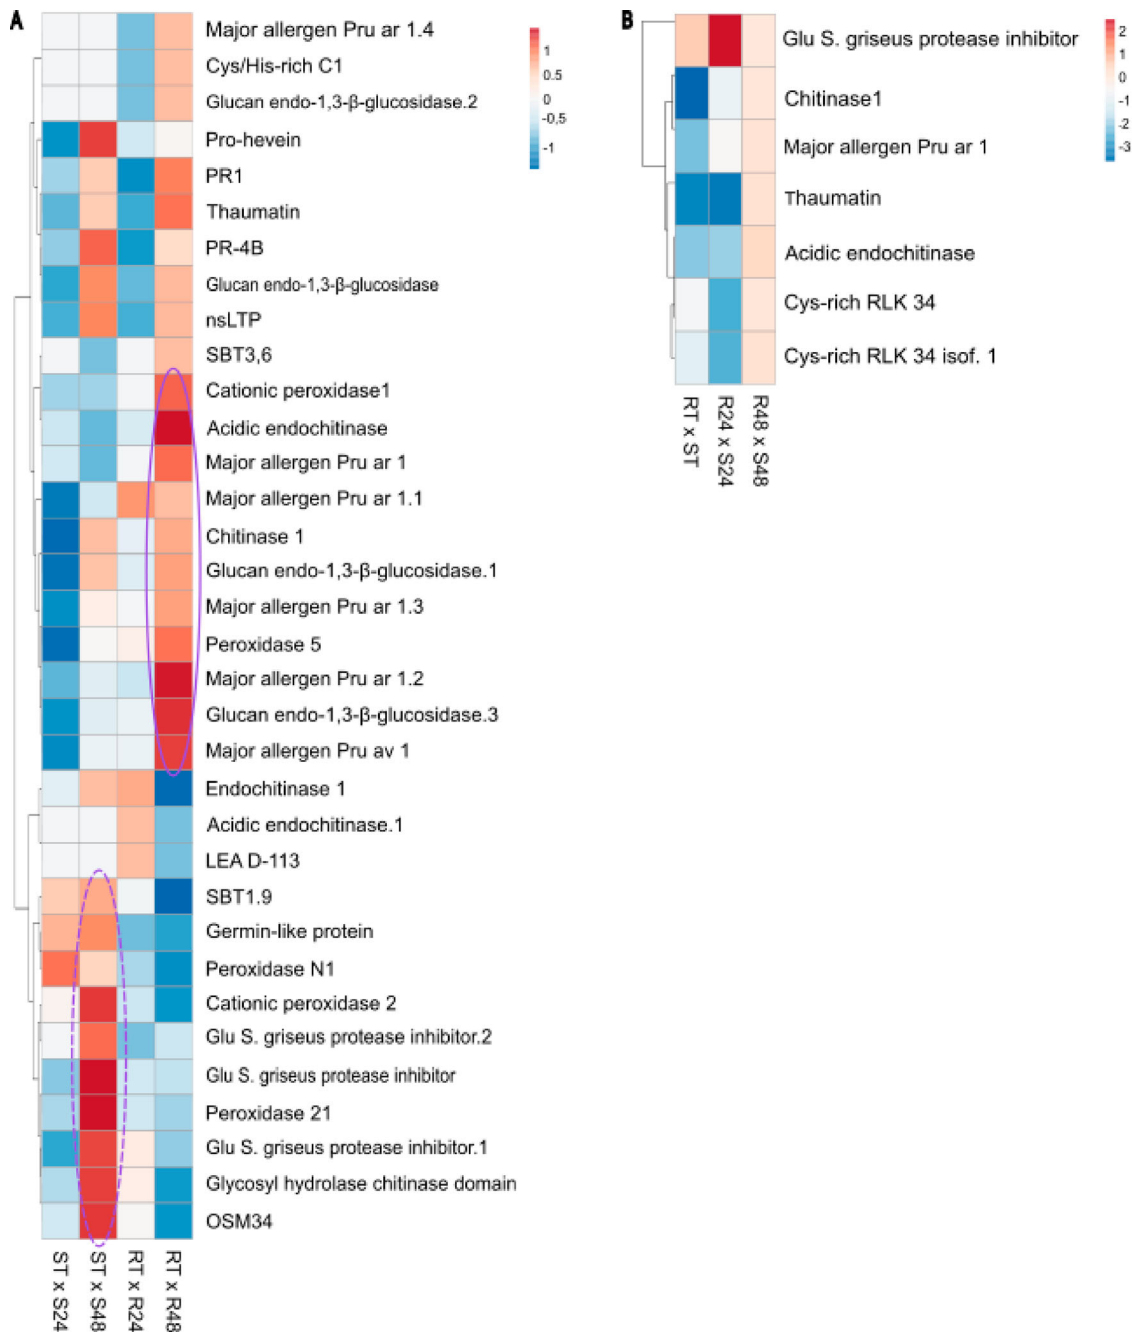 A
Major allergen Pru ar 1.4
Cys/His-rich C1
Glucan endo-1,3-β-glucosidase.2
Pro-hevein
PR1
Thaumatin
PR-4B
Glucan endo-1,3-β-glucosidase
nsLTP
SBT3,6
Cationic peroxidase1
Acidic endochitinase
Major allergen Pru ar 1
Major allergen Pru ar 1.1
Chitinase 1
Glucan endo-1,3-β-glucosidase.1
Major allergen Pru ar 1.3
Peroxidase 5
Major allergen Pru ar 1.2
Glucan endo-1,3-β-glucosidase.3
Major allergen Pru av 1
Endochitinase 1
Acidic endochitinase.1
LEA D-113
SBT1.9
Germin-like protein
Peroxidase N1
Cationic peroxidase 2
Glu S. griseus protease inhibitor.2
Glu S. griseus protease inhibitor
Peroxidase 21
Glu S. griseus protease inhibitor.1
Glycosyl hydrolase chitinase domain
OSM34
ST x S24
ST x S48
RT x R24
RT x R48
1
0.5
0
-0,5
-1
B
Glu S. griseus protease inhibitor
Chitinase1
Major allergen Pru ar 1
Thaumatin
Acidic endochitinase
Cys-rich RLK 34
Cys-rich RLK 34 isof. 1
RT x ST
R24 x S24
R48 x S48
2
1
0
-1
-2
-3